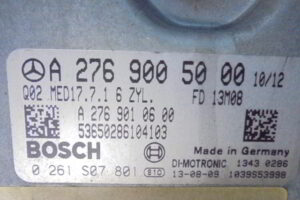 A 276 900 50 00 10/12
Q02 MED17.7.1 6 ZYL. FD 13M08
A 276 901 06 00
53650286104103
BOSCH
Made in Germany
DI-MOTRONIC 1343 0286
0 261 S07 801 13-08-09 1039S53998